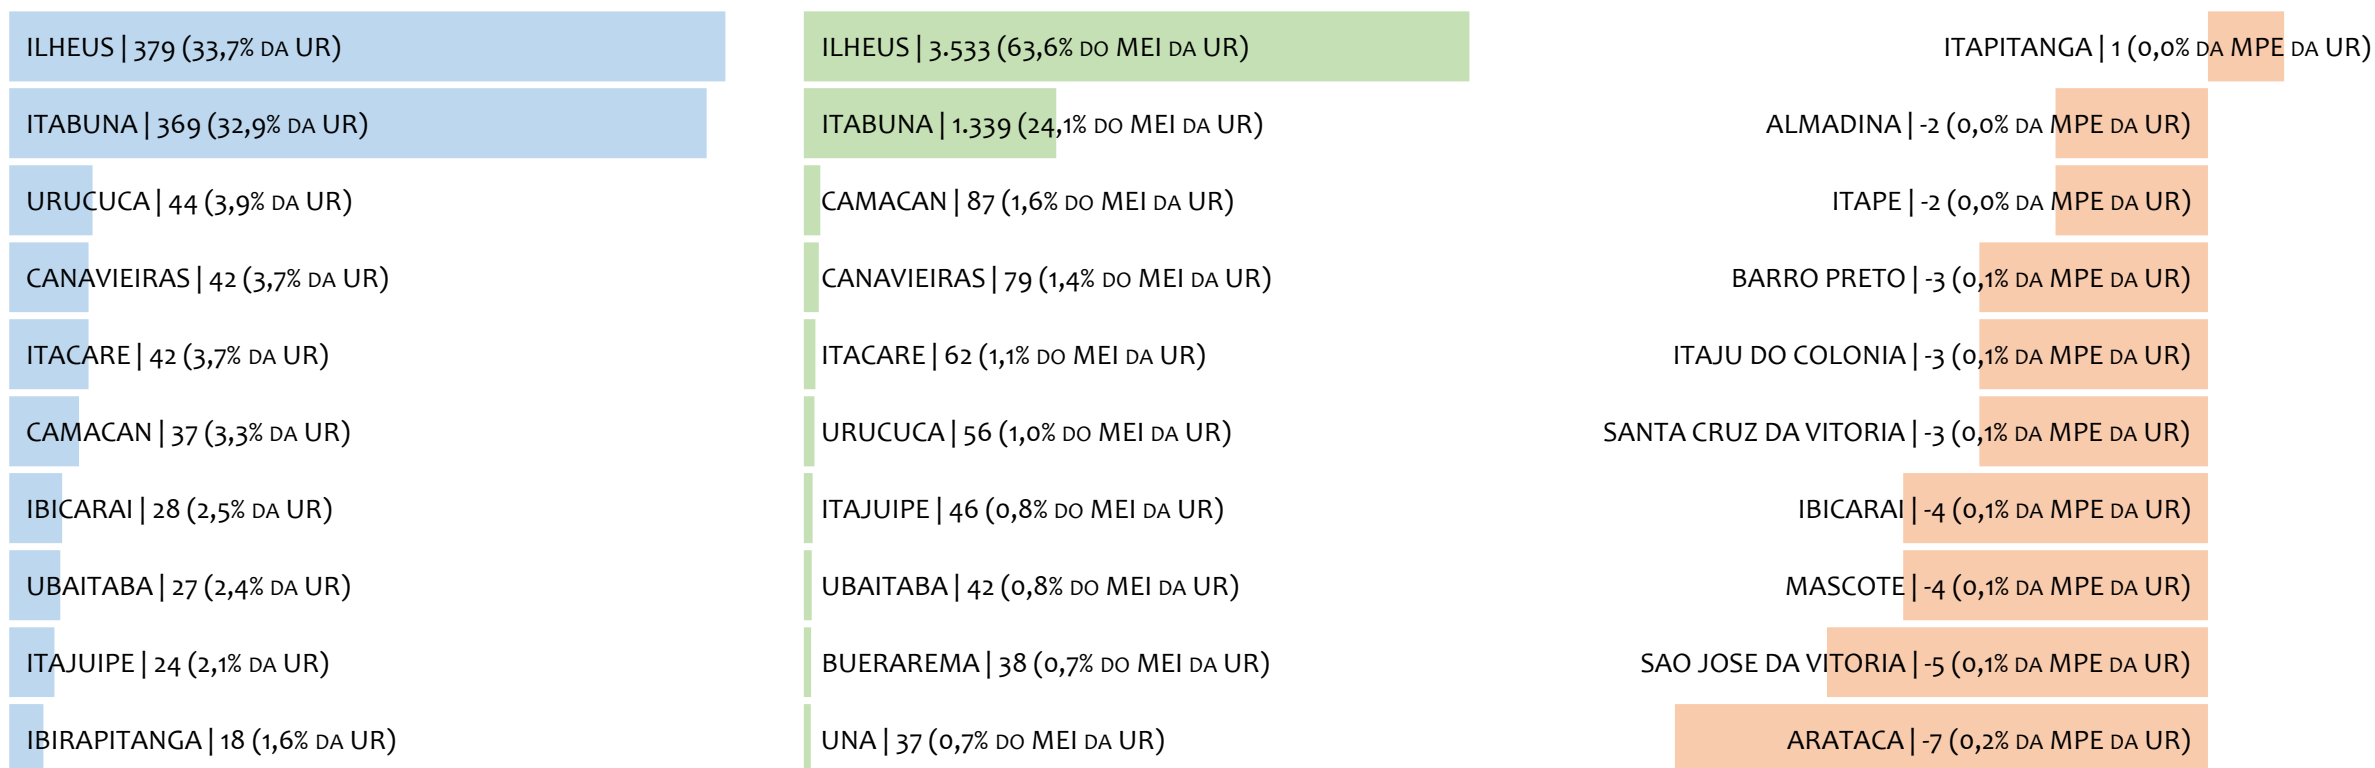 ILHEUS | 379 (33,7% DA UR)
ITABUNA | 369 (32,9% DA UR)
URUCUCA | 44 (3,9% DA UR)
CANAVIEIRAS | 42 (3,7% DA UR)
ITACARE | 42 (3,7% DA UR)
CAMACAN | 37 (3,3% DA UR)
IBICARAI | 28 (2,5% DA UR)
UBAITABA | 27 (2,4% DA UR)
ITAJUIPE | 24 (2,1% DA UR)
IBIRAPITANGA | 18 (1,6% DA UR)
ILHEUS | 3.533 (63,6% DO MEI DA UR)
ITABUNA | 1.339 (24,1% DO MEI DA UR)
CAMACAN | 87 (1,6% DO MEI DA UR)
CANAVIEIRAS | 79 (1,4% DO MEI DA UR)
ITACARE | 62 (1,1% DO MEI DA UR)
URUCUCA | 56 (1,0% DO MEI DA UR)
ITAJUIPE | 46 (0,8% DO MEI DA UR)
UBAITABA | 42 (0,8% DO MEI DA UR)
BUERAREMA | 38 (0,7% DO MEI DA UR)
UNA | 37 (0,7% DO MEI DA UR)
ITAPITANGA | 1 (0,0% DA MPE DA UR)
ALMADINA | -2 (0,0% DA MPE DA UR)
ITAPE | -2 (0,0% DA MPE DA UR)
BARRO PRETO | -3 (0,1% DA MPE DA UR)
ITAJU DO COLONIA | -3 (0,1% DA MPE DA UR)
SANTA CRUZ DA VITORIA | -3 (0,1% DA MPE DA UR)
IBICARAI | -4 (0,1% DA MPE DA UR)
MASCOTE | -4 (0,1% DA MPE DA UR)
SAO JOSE DA VITORIA | -5 (0,1% DA MPE DA UR)
ARATACA | -7 (0,2% DA MPE DA UR)